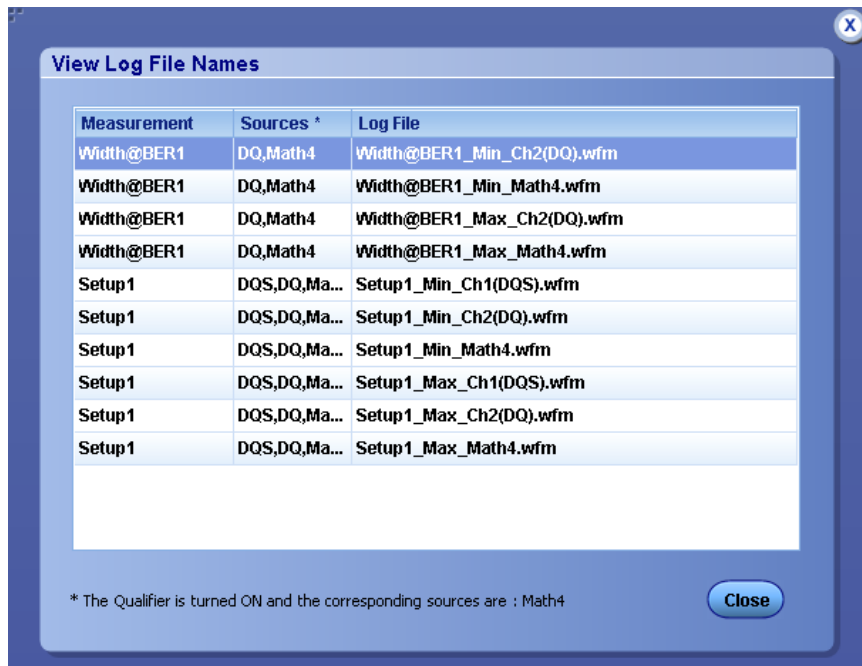 X
View Log File Names
Measurement Sources * Log File
Width@BER1 DQ,Math4 Width@BER1_Min_Ch2(DQ).wfm
Width@BER1 DQ,Math4 Width@BER1_Min_Math4.wfm
Width@BER1 DQ,Math4 Width@BER1_Max_Ch2(DQ).wfm
Width@BER1 DQ,Math4 Width@BER1_Max_Math4.wfm
Setup1 DQS,DQ,Ma... Setup1_Min_Ch1(DQS).wfm
Setup1 DQS,DQ,Ma... Setup1_Min_Ch2(DQ).wfm
Setup1 DQS,DQ,Ma... Setup1_Min_Math4.wfm
Setup1 DQS,DQ,Ma... Setup1_Max_Ch1(DQS).wfm
Setup1 DQS,DQ,Ma... Setup1_Max_Ch2(DQ).wfm
Setup1 DQS,DQ,Ma... Setup1_Max_Math4.wfm
* The Qualifier is turned ON and the corresponding sources are : Math4
Close